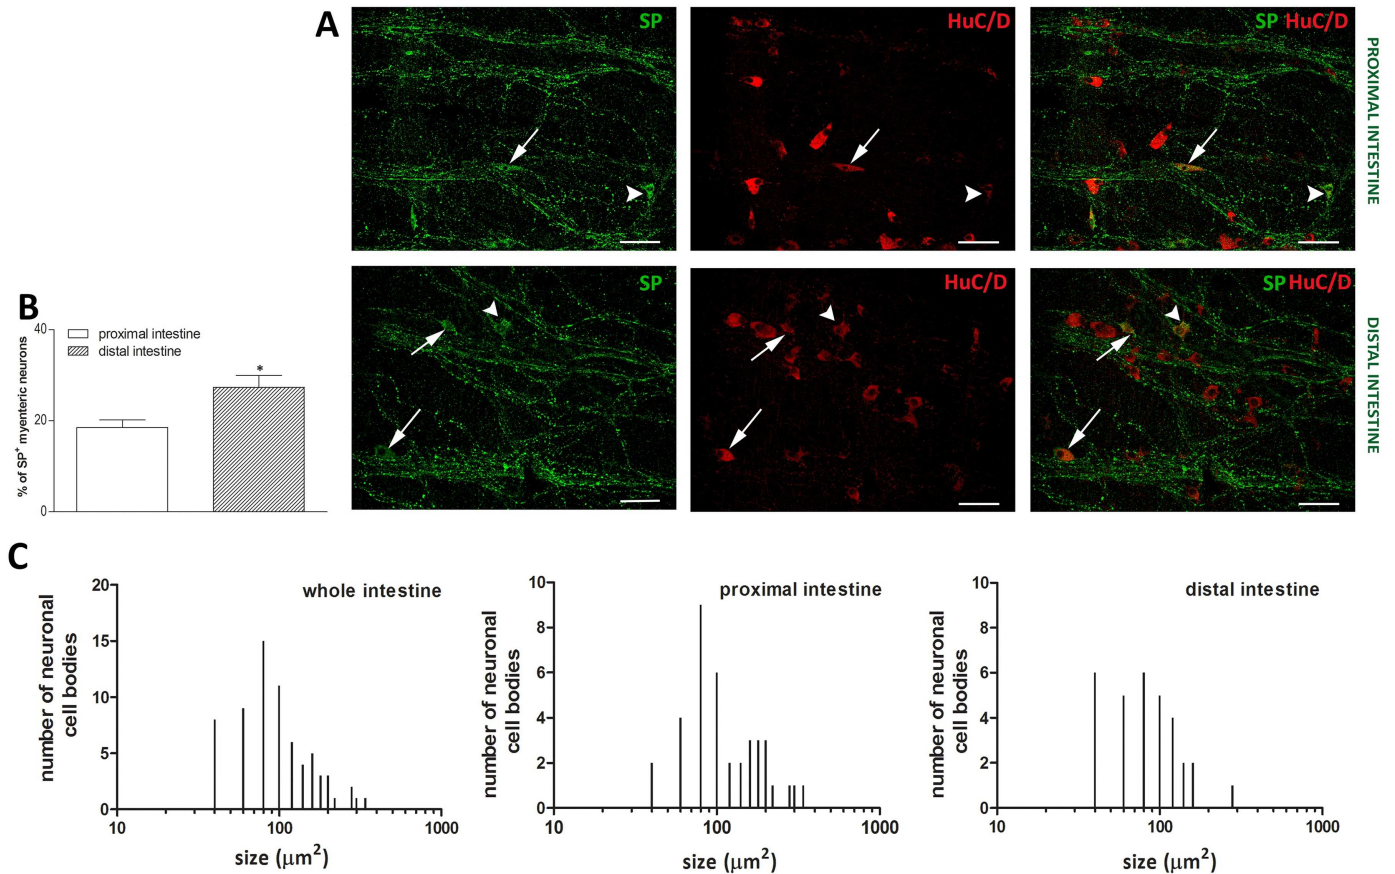 A
SP
HuC/D
SP HuC/D
PROXIMAL INTESTINE
SP
HuC/D
SP HuC/D
DISTAL INTESTINE
B
% of SP⁺ myenteric neurons
40
20
0
proximal intestine
distal intestine
*
C
whole intestine
number of neuronal
cell bodies
20
15
10
5
0
10
100
1000
size (μm²)
proximal intestine
number of neuronal
cell bodies
10
8
6
4
2
0
10
100
1000
size (μm²)
distal intestine
number of neuronal
cell bodies
10
8
6
4
2
0
10
100
1000
size (μm²)